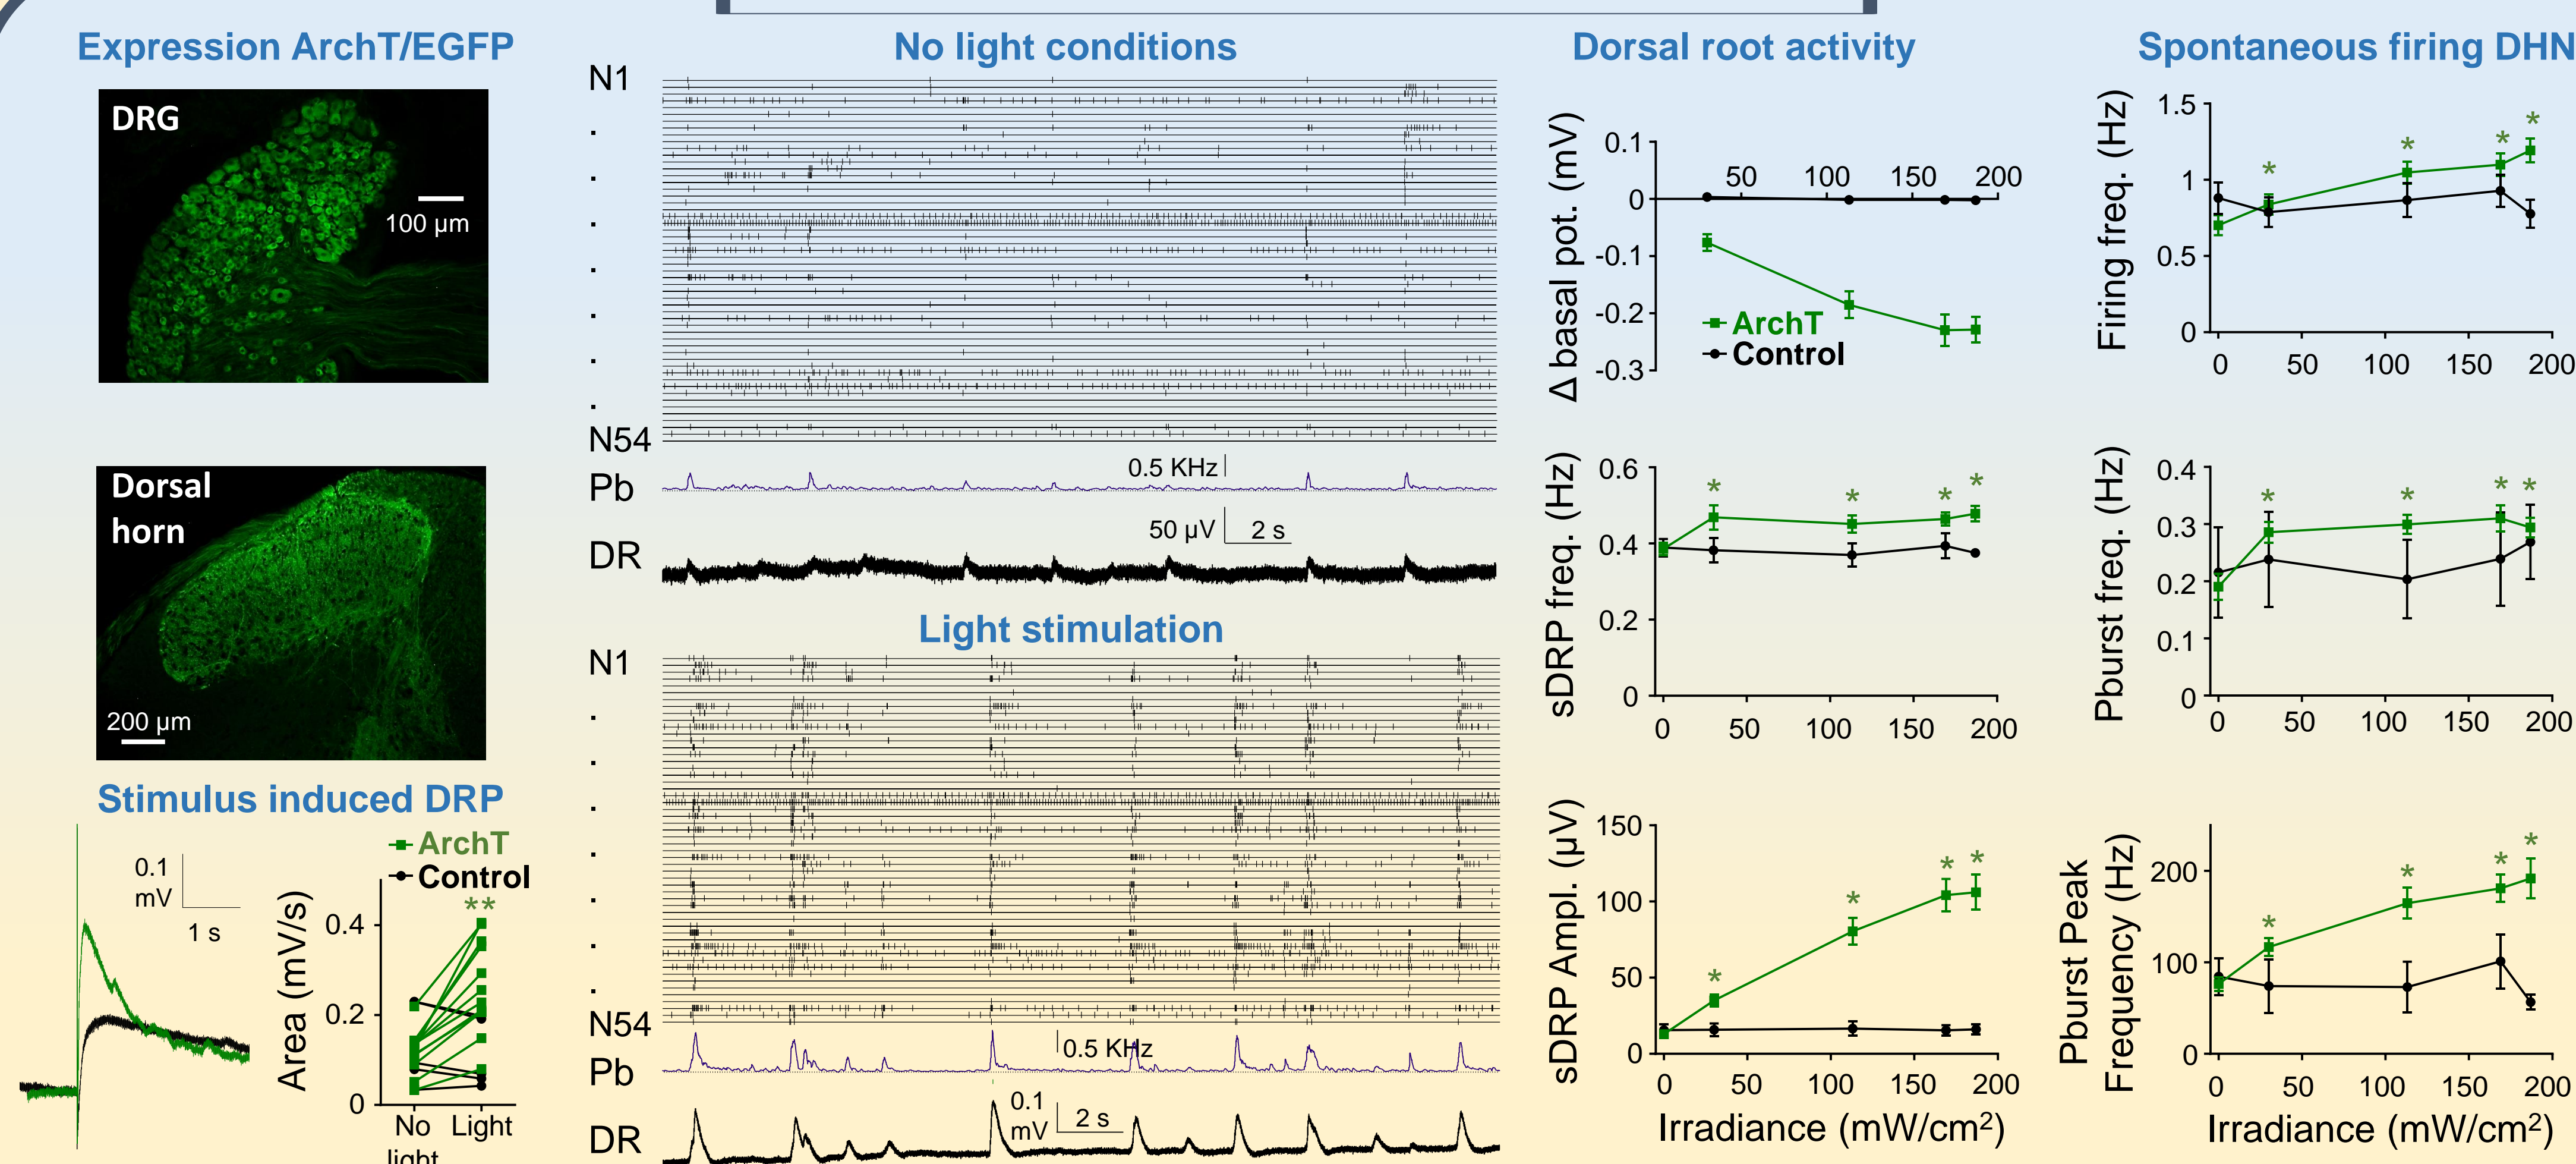 Expression ArchT/EGFP
DRG
100 µm
Dorsal
horn
200 µm
Stimulus induced DRP
ArchT
Control
0.1
mV
1 s
Area (mV/s)
**
0.4
0.2
0
No
light
Light
No light conditions
N1
.
.
.
.
.
.
.
N54
Pb
0.5 KHz
50 µV
2 s
DR
Light stimulation
N1
.
.
.
.
.
.
.
N54
Pb
0.5 KHz
0.1
mV
2 s
DR
Dorsal root activity
Δ basal pot. (mV)
0.1
0
-0.1
-0.2
-0.3
50 100 150 200
ArchT
Control
sDRP freq. (Hz)
0.6
0.4
0.2
0
* * * *
0 50 100 150 200
sDRP Ampl. (µV)
150
100
50
0
* * * *
0 50 100 150 200
Irradiance (mW/cm²)
Spontaneous firing DHN
Firing freq. (Hz)
1.5
1
0.5
0
* * * *
0 50 100 150 200
Pburst freq. (Hz)
0.4
0.3
0.2
0.1
0
* * * *
0 50 100 150 200
Pburst Peak
Frequency (Hz)
200
100
0
* * * *
0 50 100 150 200
Irradiance (mW/cm²)